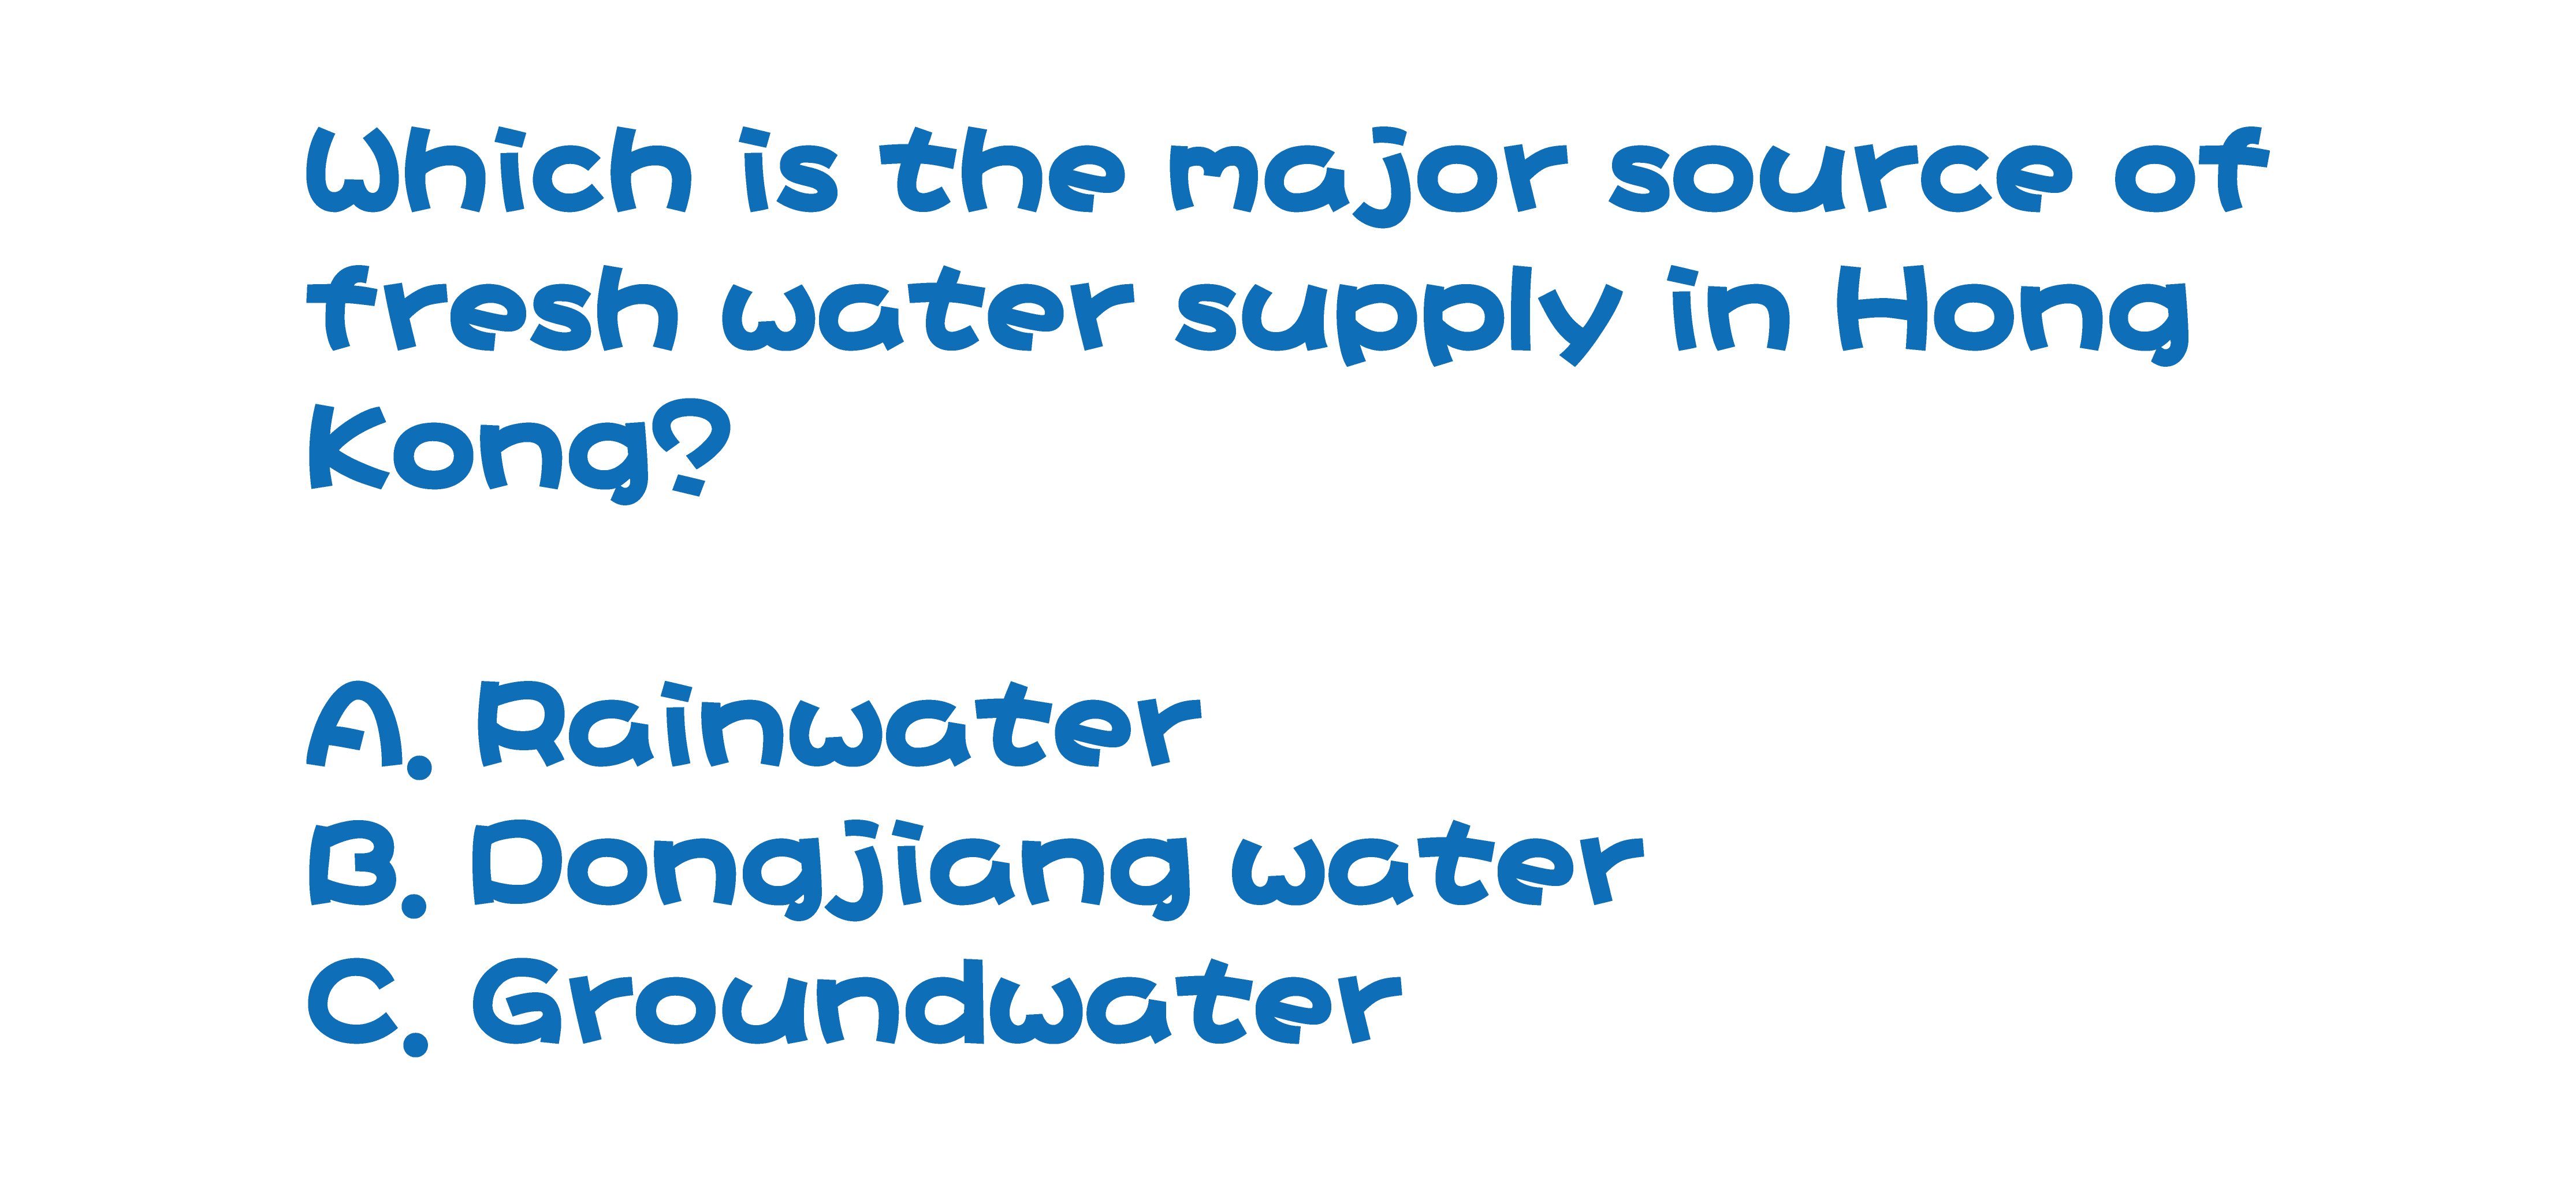 Which is the major source of
fresh water supply in Hong
Kong?
A. Rainwater
B. Dongjiang water
C. Groundwater